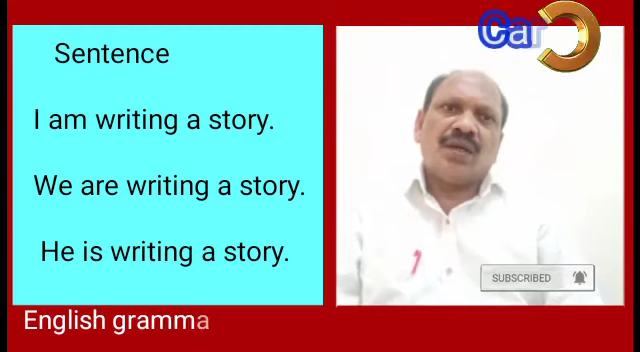 Car
Sentence
I am writing a story.
We are writing a story.
He is writing a story.
SUBSCRIBED
English gramma